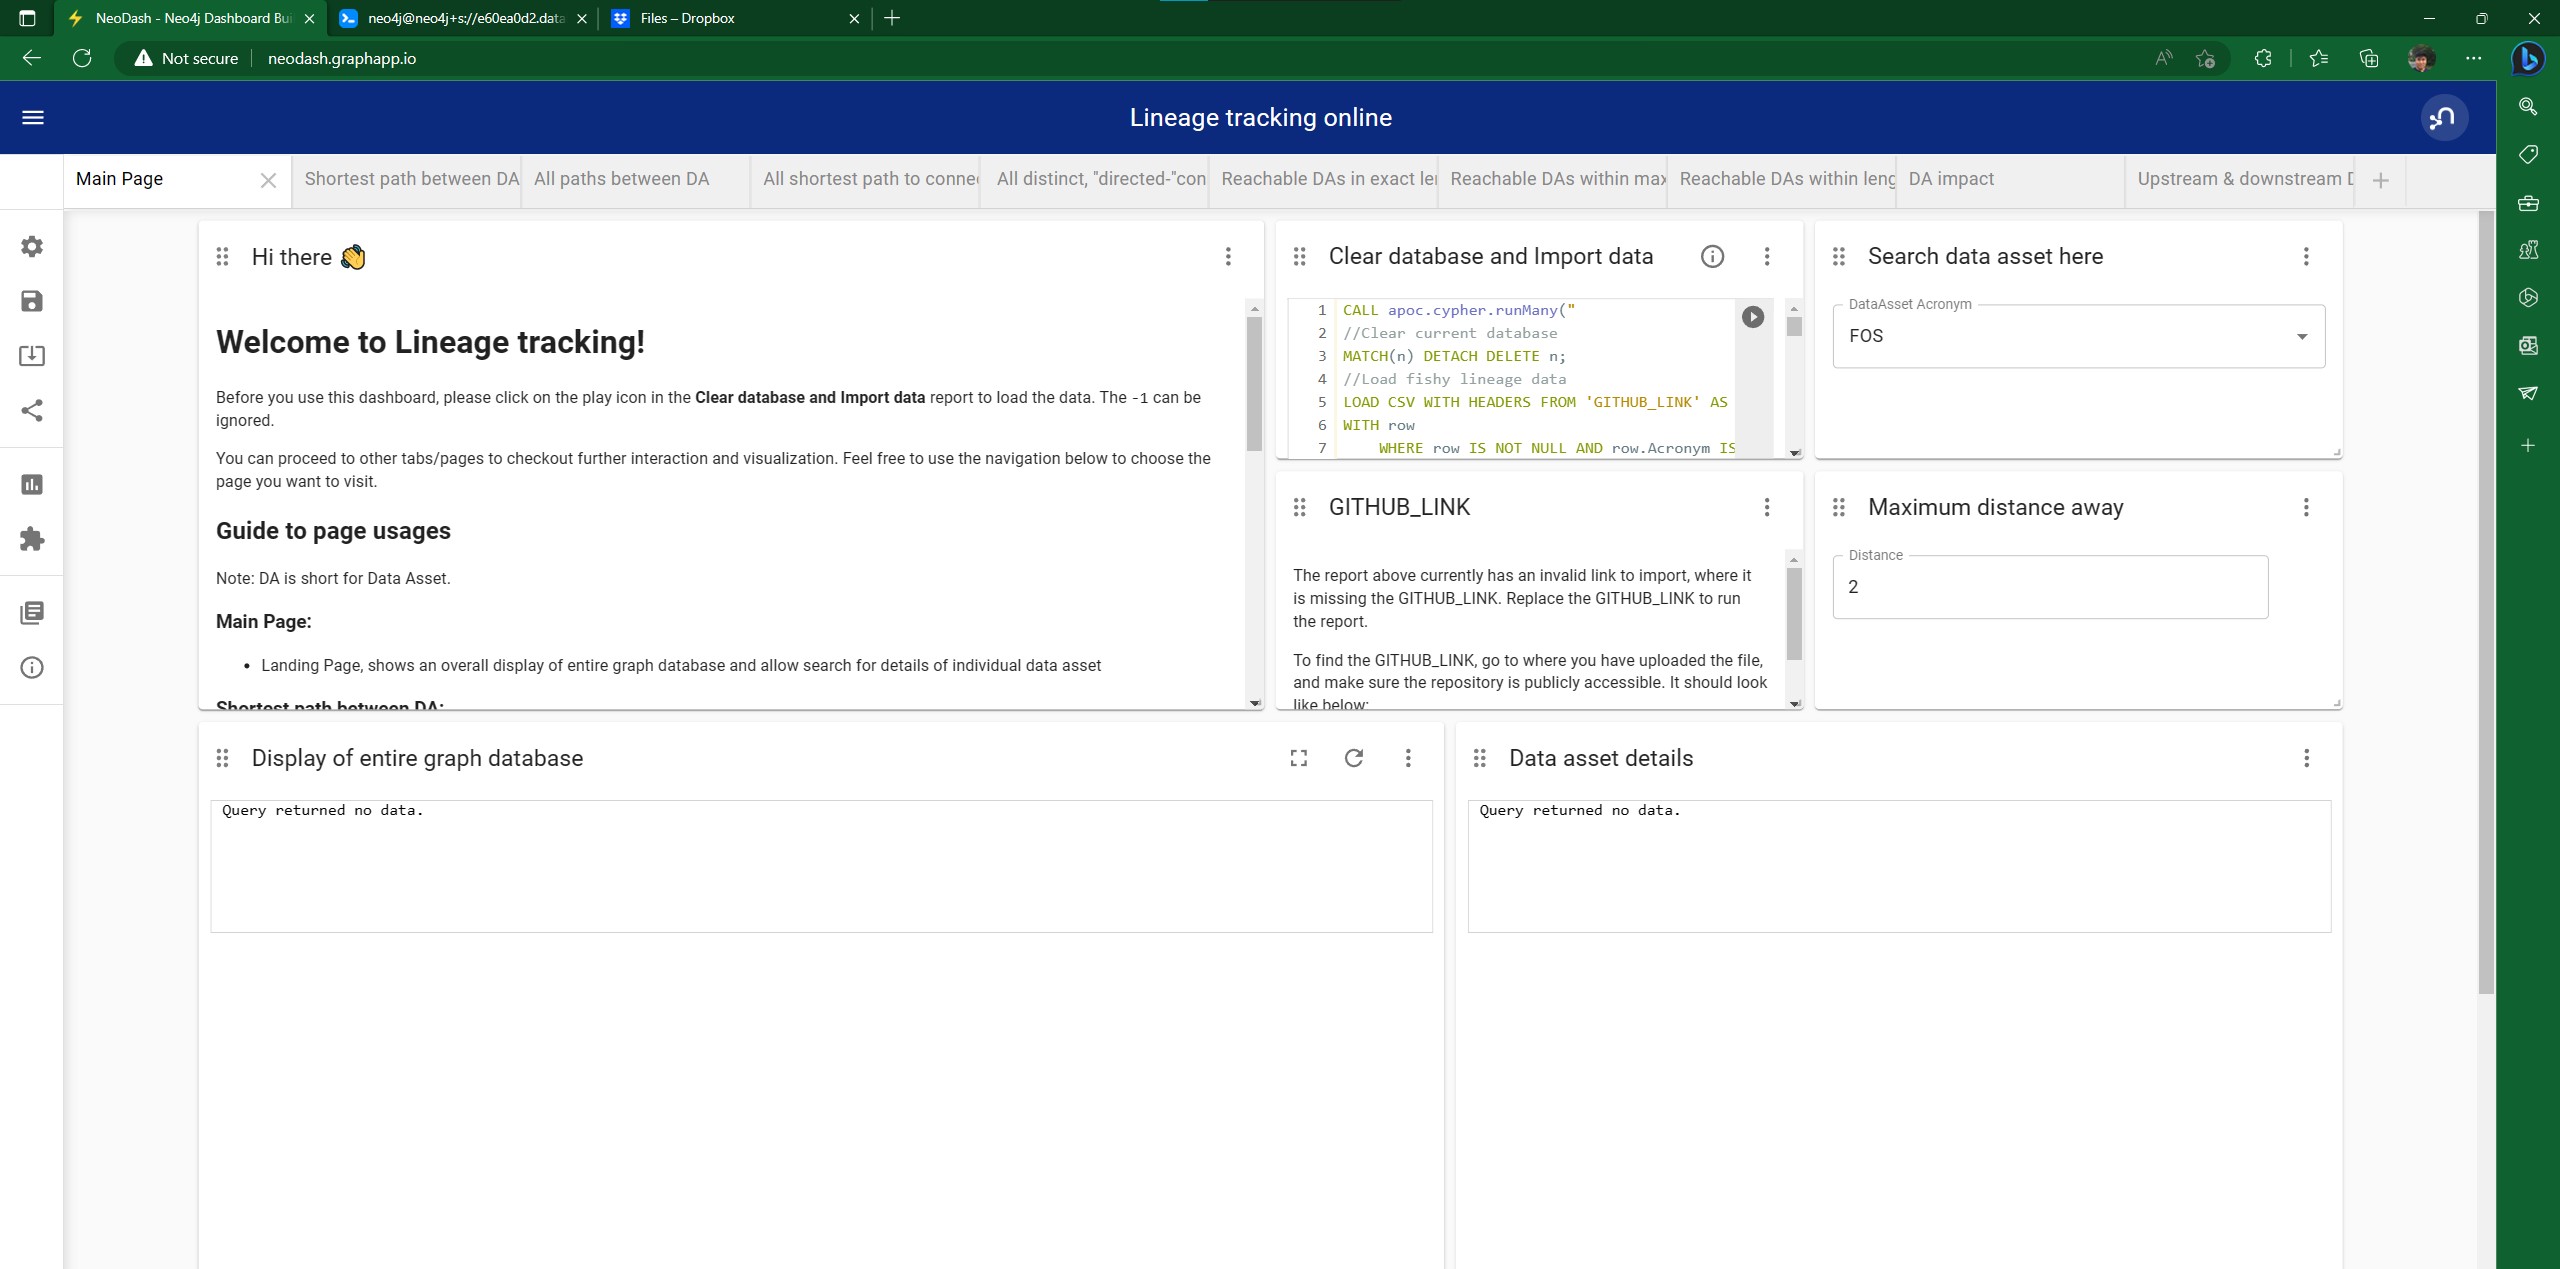 NeoDash - Neo4j Dashboard Bui
neo4j@neo4j+s://e60ea0d2.data
Files – Dropbox
Not secure
neodash.graphapp.io
Lineage tracking online
Main Page
Shortest path between DA
All paths between DA
All shortest path to connec
All distinct, "directed-"con
Reachable DAs in exact len
Reachable DAs within max
Reachable DAs within leng
DA impact
Upstream & downstream D
Hi there 👋
Welcome to Lineage tracking!
Before you use this dashboard, please click on the play icon in the Clear database and Import data report to load the data. The -1 can be
ignored.
You can proceed to other tabs/pages to checkout further interaction and visualization. Feel free to use the navigation below to choose the
page you want to visit.
Guide to page usages
Note: DA is short for Data Asset.
Main Page:
• Landing Page, shows an overall display of entire graph database and allow search for details of individual data asset
Shortest path between DA:
Clear database and Import data
1 CALL apoc.cypher.runMany("
2 //Clear current database
3 MATCH(n) DETACH DELETE n;
4 //Load fishy lineage data
5 LOAD CSV WITH HEADERS FROM 'GITHUB_LINK' AS
6 WITH row
7 WHERE row IS NOT NULL AND row.Acronym IS
Search data asset here
DataAsset Acronym
FOS
GITHUB_LINK
The report above currently has an invalid link to import, where it
is missing the GITHUB_LINK. Replace the GITHUB_LINK to run
the report.
To find the GITHUB_LINK, go to where you have uploaded the file,
and make sure the repository is publicly accessible. It should look
like below:
Maximum distance away
Distance
2
Display of entire graph database
Query returned no data.
Data asset details
Query returned no data.